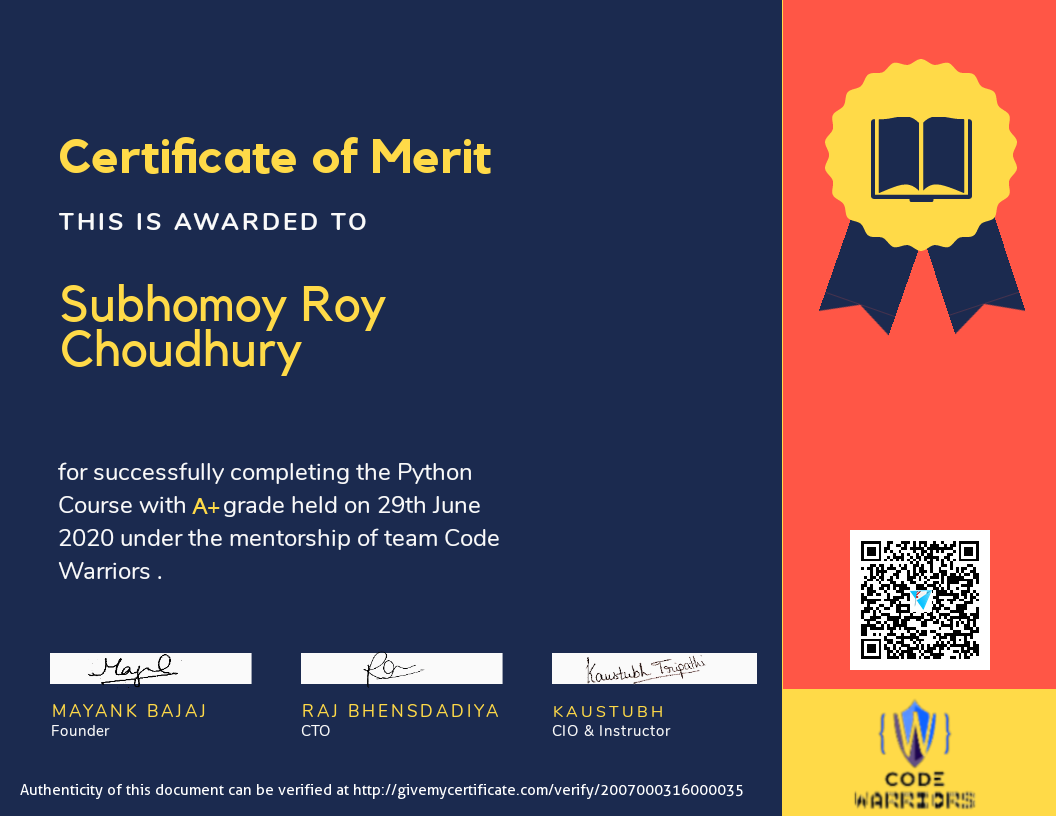 Certificate of Merit
THIS IS AWARDED TO
Subhomoy Roy
Choudhury
for successfully completing the Python
Course with A+ grade held on 29th June
2020 under the mentorship of team Code
Warriors .
Kaustubh Tripathi
MAYANK BAJAJ
Founder
RAJ BHENSDADIYA
CTO
KAUSTUBH
CIO & Instructor
Authenticity of this document can be verified at http://givemycertificate.com/verify/2007000316000035
CODE
WARRIORS